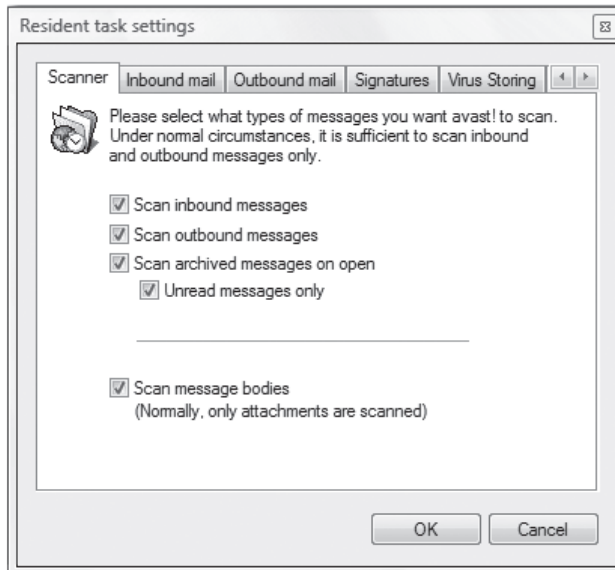 Resident task settings
Scanner
Inbound mail
Outbound mail
Signatures
Virus Storing
Please select what types of messages you want avast! to scan.
Under normal circumstances, it is sufficient to scan inbound
and outbound messages only.
Scan inbound messages
Scan outbound messages
Scan archived messages on open
Unread messages only
Scan message bodies
(Normally, only attachments are scanned)
OK
Cancel